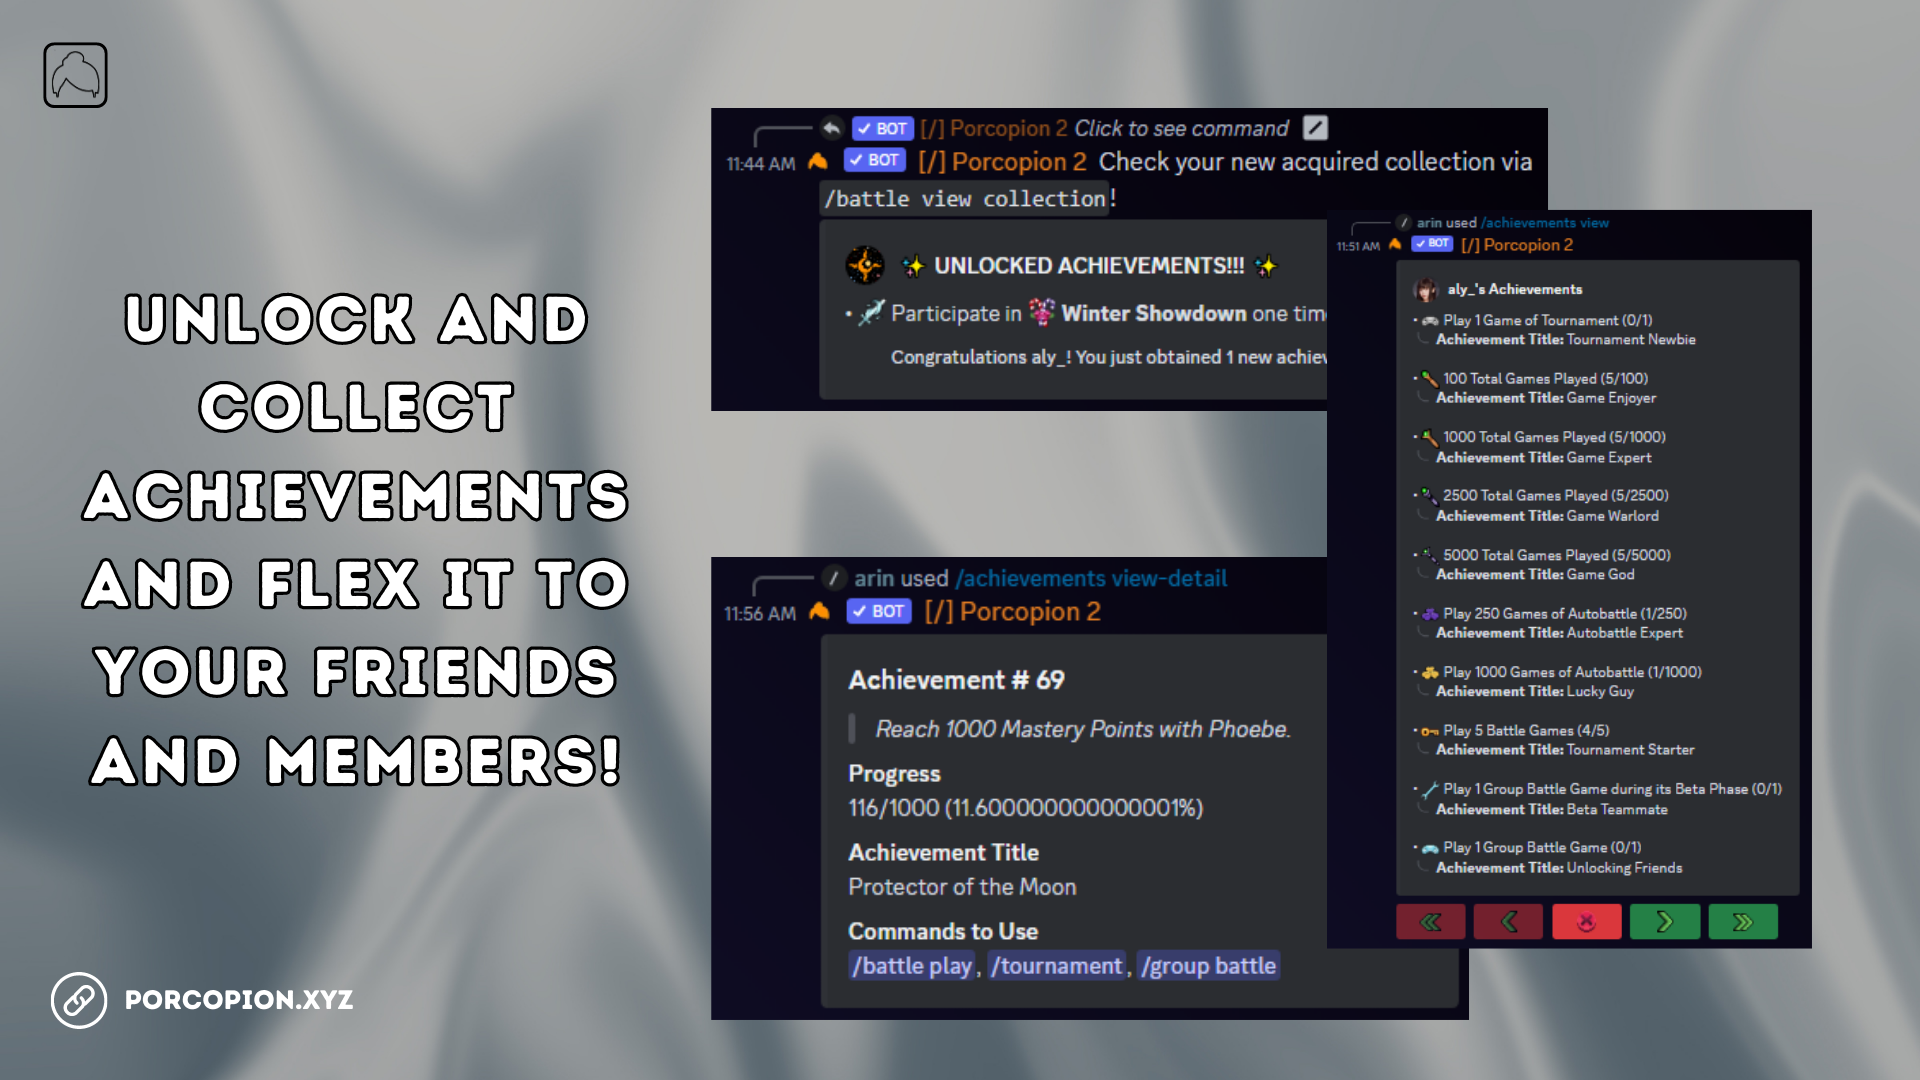 UNLOCK AND
COLLECT
ACHIEVEMENTS
AND FLEX IT TO
YOUR FRIENDS
AND MEMBERS!
PORCOPION.XYZ
BOT [/] Porcopion 2 Click to see command
11:44 AM BOT [/] Porcopion 2 Check your new acquired collection via
/battle view collection!
UNLOCKED ACHIEVEMENTS!!!
• Participate in Winter Showdown one tim
Congratulations aly_! You just obtained 1 new achiev
arin used /achievements view-detail
11:56 AM BOT [/] Porcopion 2
Achievement # 69
Reach 1000 Mastery Points with Phoebe.
Progress
116/1000 (11.600000000000001%)
Achievement Title
Protector of the Moon
Commands to Use
/battle play, /tournament, /group battle
arin used /achievements view
11:51 AM BOT [/] Porcopion 2
aly_'s Achievements
• Play 1 Game of Tournament (0/1)
Achievement Title: Tournament Newbie
• 100 Total Games Played (5/100)
Achievement Title: Game Enjoyer
• 1000 Total Games Played (5/1000)
Achievement Title: Game Expert
• 2500 Total Games Played (5/2500)
Achievement Title: Game Warlord
• 5000 Total Games Played (5/5000)
Achievement Title: Game God
• Play 250 Games of Autobattle (1/250)
Achievement Title: Autobattle Expert
• Play 1000 Games of Autobattle (1/1000)
Achievement Title: Lucky Guy
• Play 5 Battle Games (4/5)
Achievement Title: Tournament Starter
• Play 1 Group Battle Game during its Beta Phase (0/1)
Achievement Title: Beta Teammate
• Play 1 Group Battle Game (0/1)
Achievement Title: Unlocking Friends